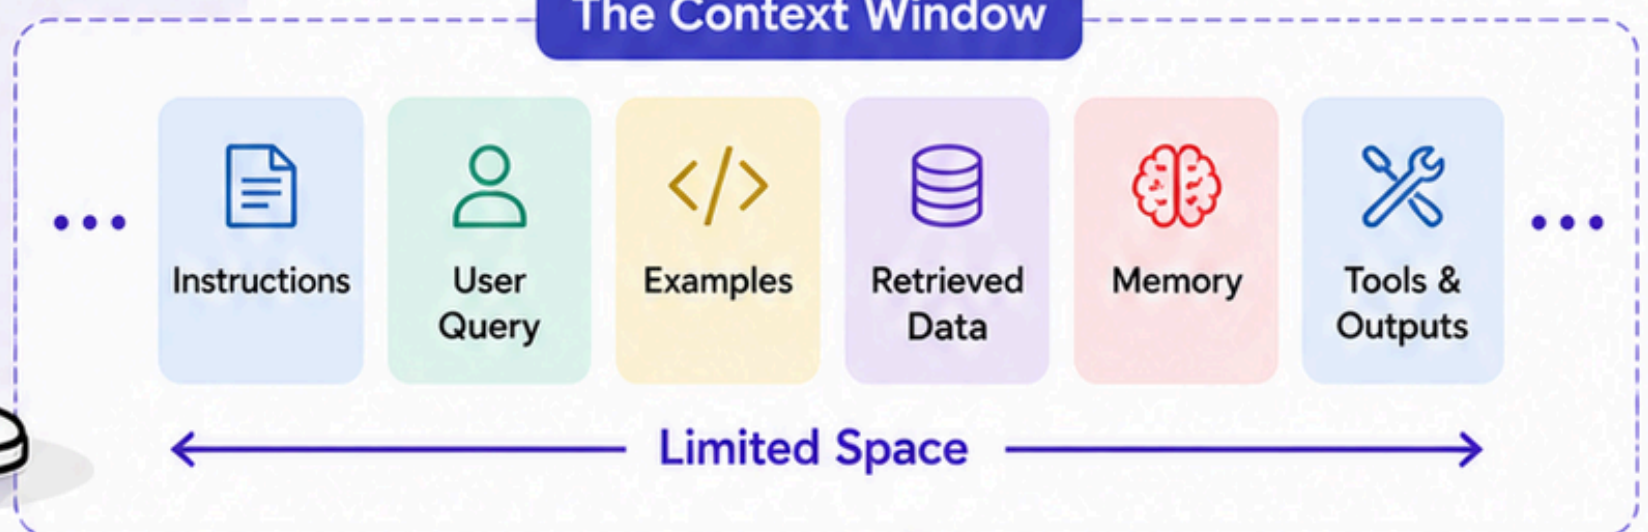 The Context Window
Instructions
User
Query
Examples
Retrieved
Data
Memory
Tools &
Outputs
Limited Space